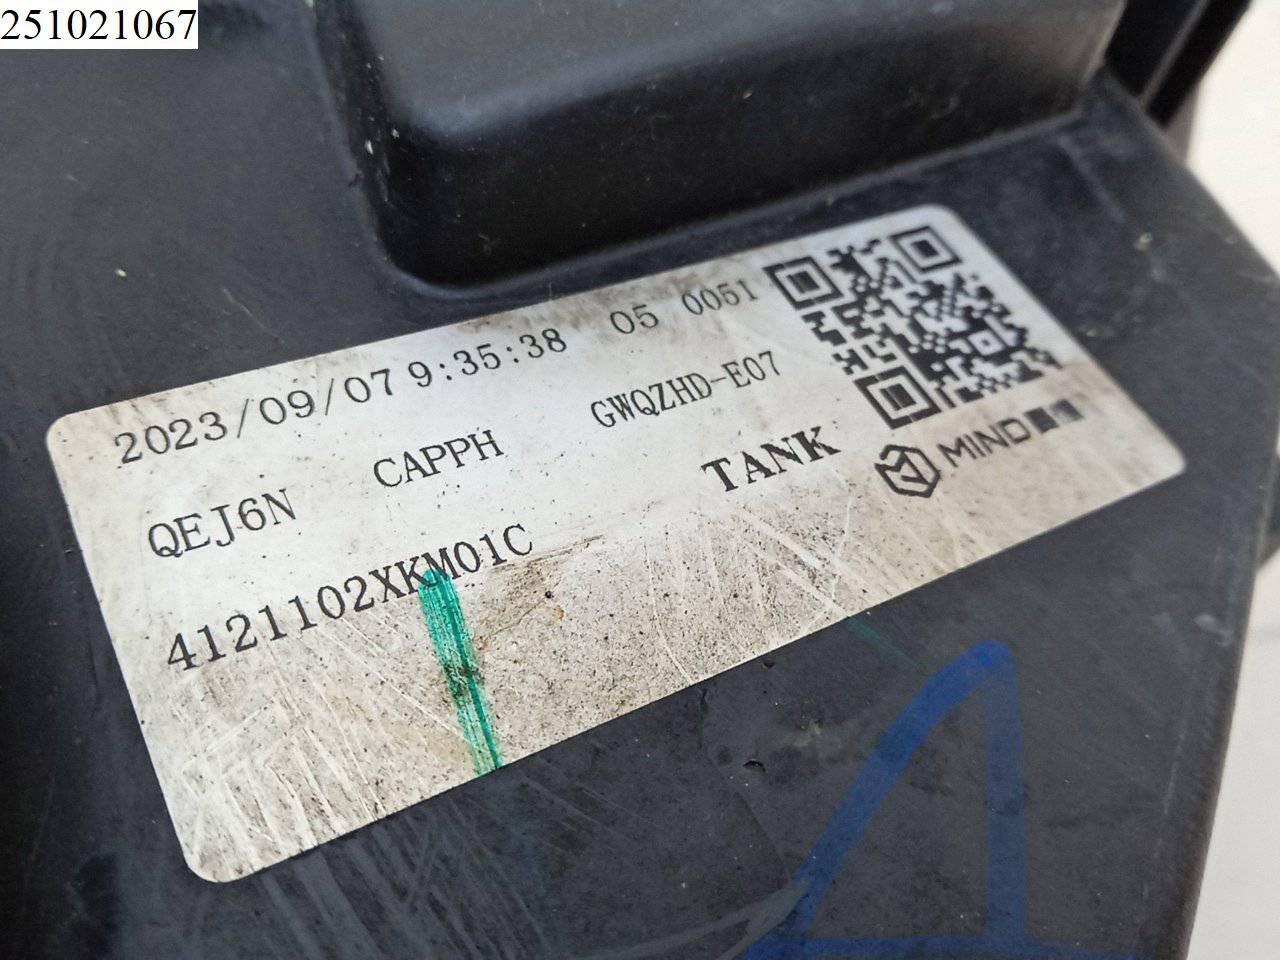 251021067
2023/09/07 9:35:38 05 0051
QEJ6N CAPPH GWQZHD-E07
4121102XKM01C TANK
MIND